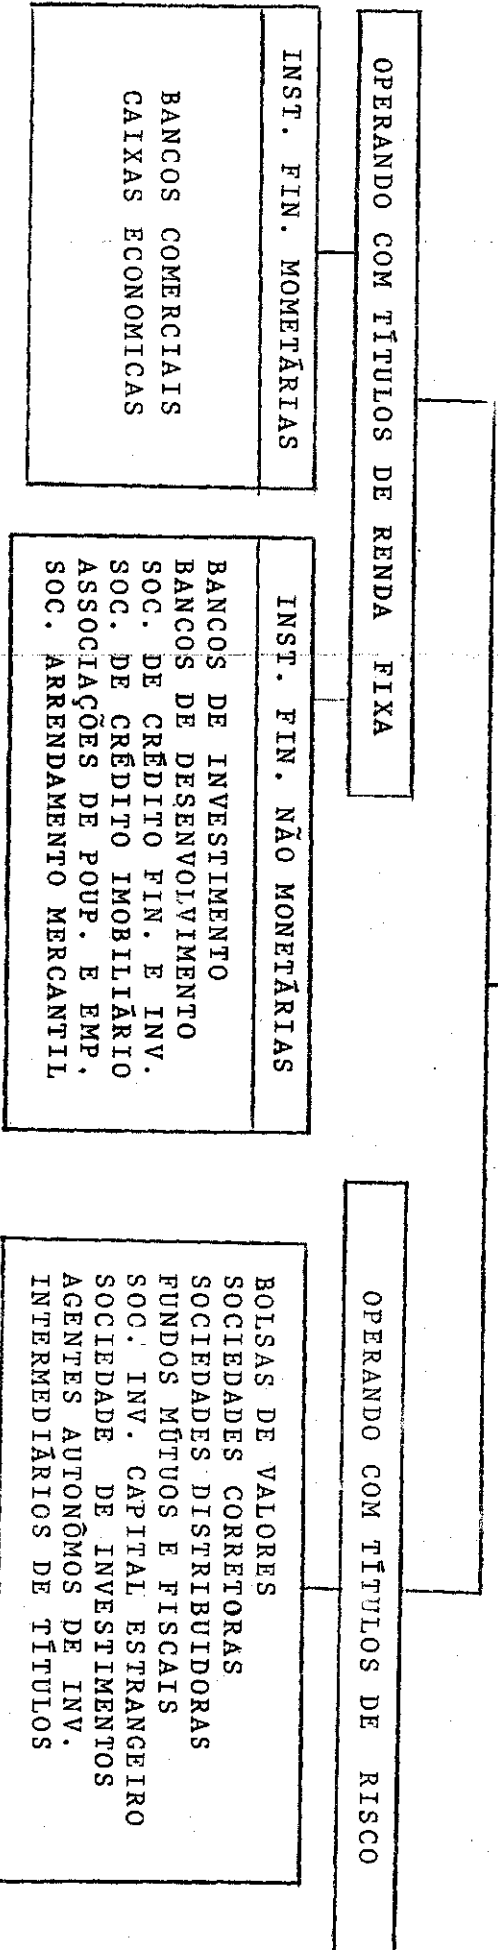 OPERANDO COM TÍTULOS DE RENDA FIXA
INST. FIN. MOMETÁRIAS
BANCOS COMERCIAIS
CAIXAS ECONOMICAS
INST. FIN. NÃO MONETÁRIAS
BANCOS DE INVESTIMENTO
BANCOS DE DESENVOLVIMENTO
SOC. DE CRÉDITO FIN. E INV.
SOC. DE CRÉDITO IMOBILIÁRIO
ASSOCIAÇÕES DE POUP. E EMP.
SOC. ARRENDAMENTO MERCANTIL
OPERANDO COM TÍTULOS DE RISCO
BOLSAS DE VALORES
SOCIEDADES CORRETORAS
SOCIEDADES DISTRIBUIDORAS
FUNDOS MÚTUOS E FISCAIS
SOC. INV. CAPITAL ESTRANGEIRO
SOCIEDADE DE INVESTIMENTOS
AGENTES AUTONÔMOS DE INV.
INTERMEDIÁRIOS DE TÍTULOS